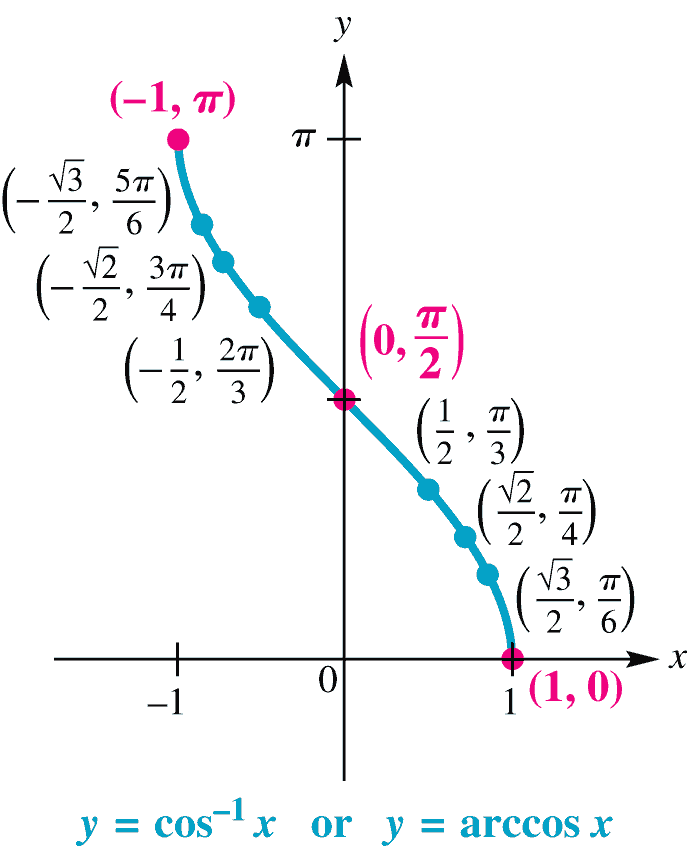 y
(–1, π)
π
(−√3/2, 5π/6)
(−√2/2, 3π/4)
(−1/2, 2π/3)
(0, π/2)
(1/2, π/3)
(√2/2, π/4)
(√3/2, π/6)
x
0
–1
1
(1, 0)
y = cos⁻¹ x or y = arccos x